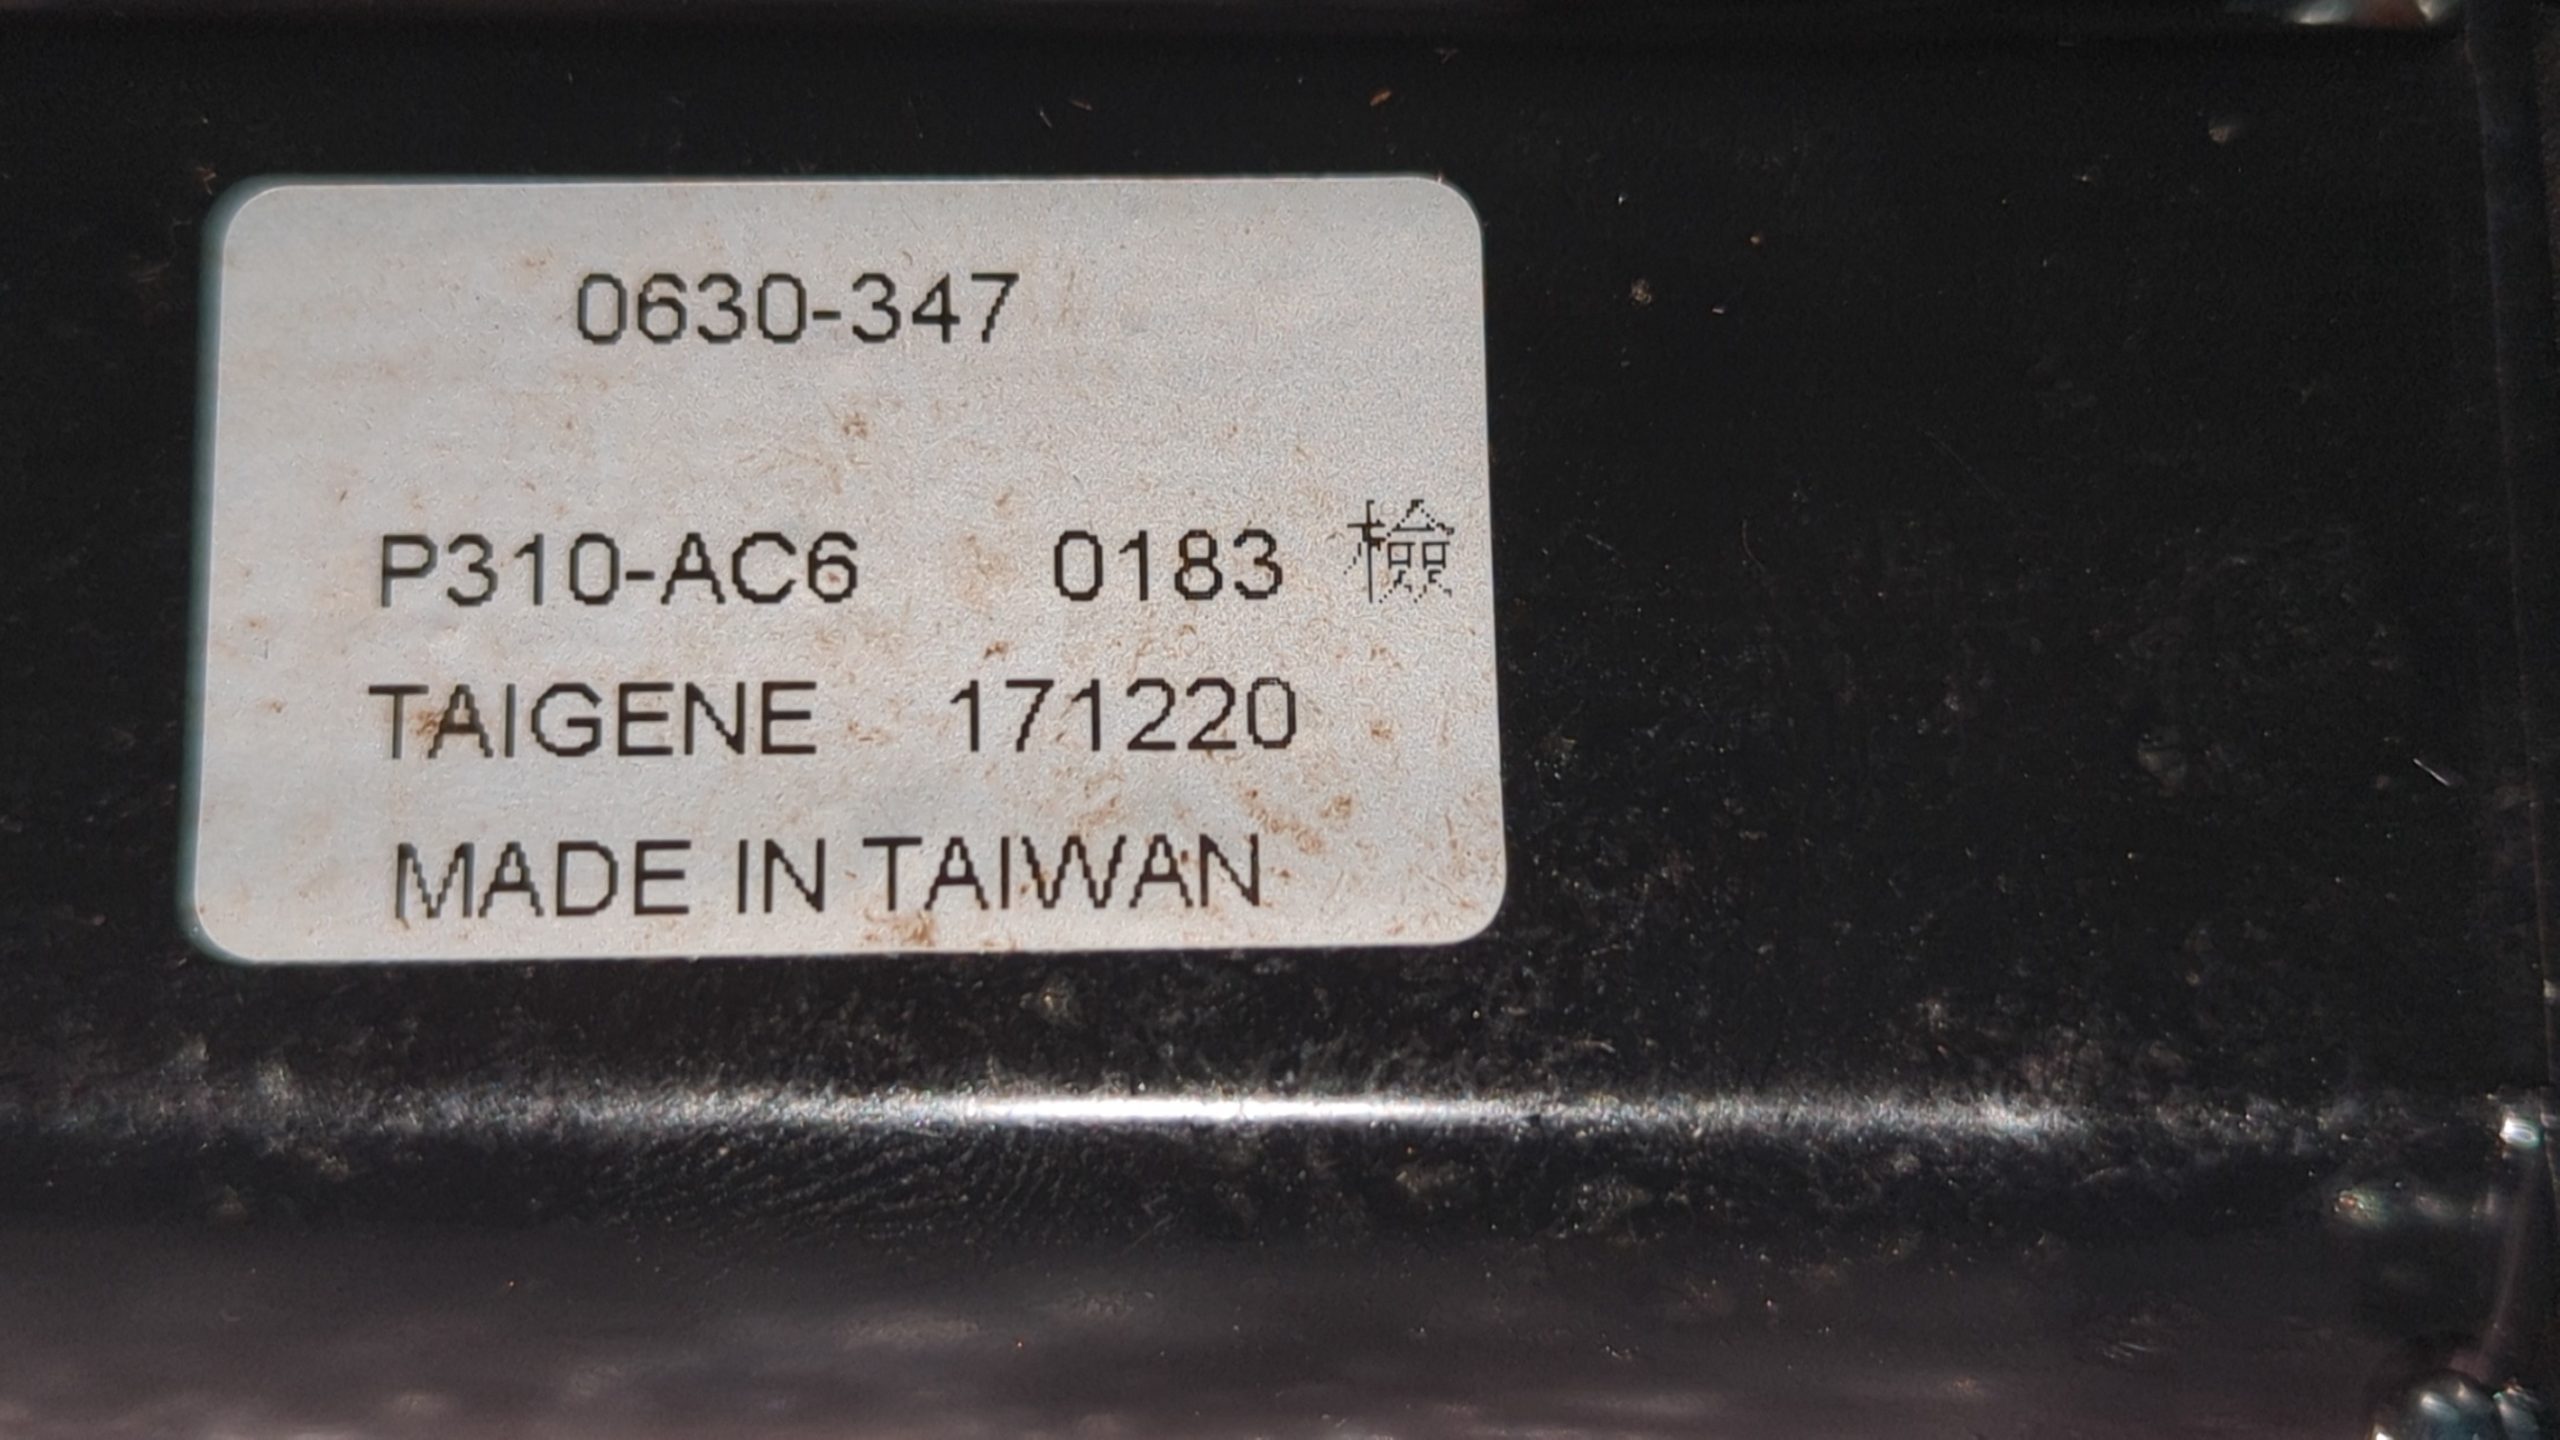 0630-347
P310-AC6 0183 檢
TAIGENE 171220
MADE IN TAIWAN